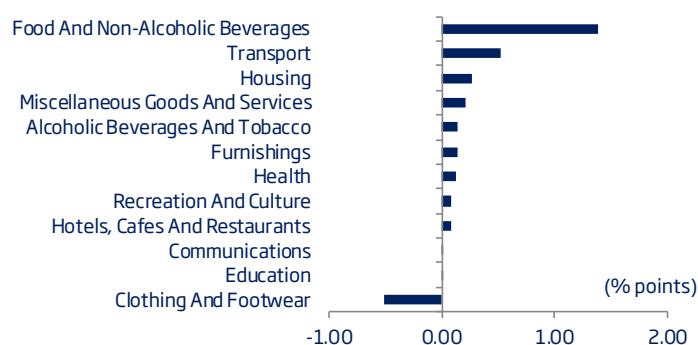 Food And Non-Alcoholic Beverages
Transport
Housing
Miscellaneous Goods And Services
Alcoholic Beverages And Tobacco
Furnishings
Health
Recreation And Culture
Hotels, Cafes And Restaurants
Communications
Education
(% points)
Clothing And Footwear
-1.00 0.00 1.00 2.00